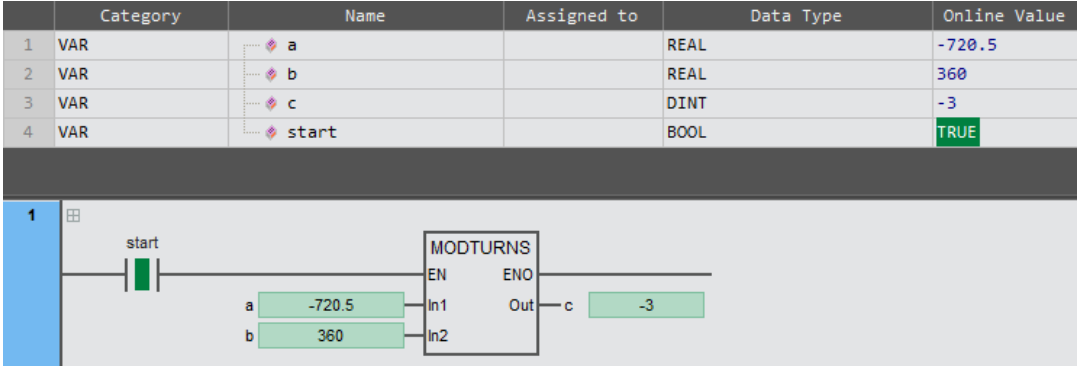 Category Name Assigned to Data Type Online Value
1 VAR a REAL -720.5
2 VAR b REAL 360
3 VAR c DINT -3
4 VAR start BOOL TRUE
1
start
MODTURNS
EN ENO
a -720.5 In1 Out c -3
b 360 In2